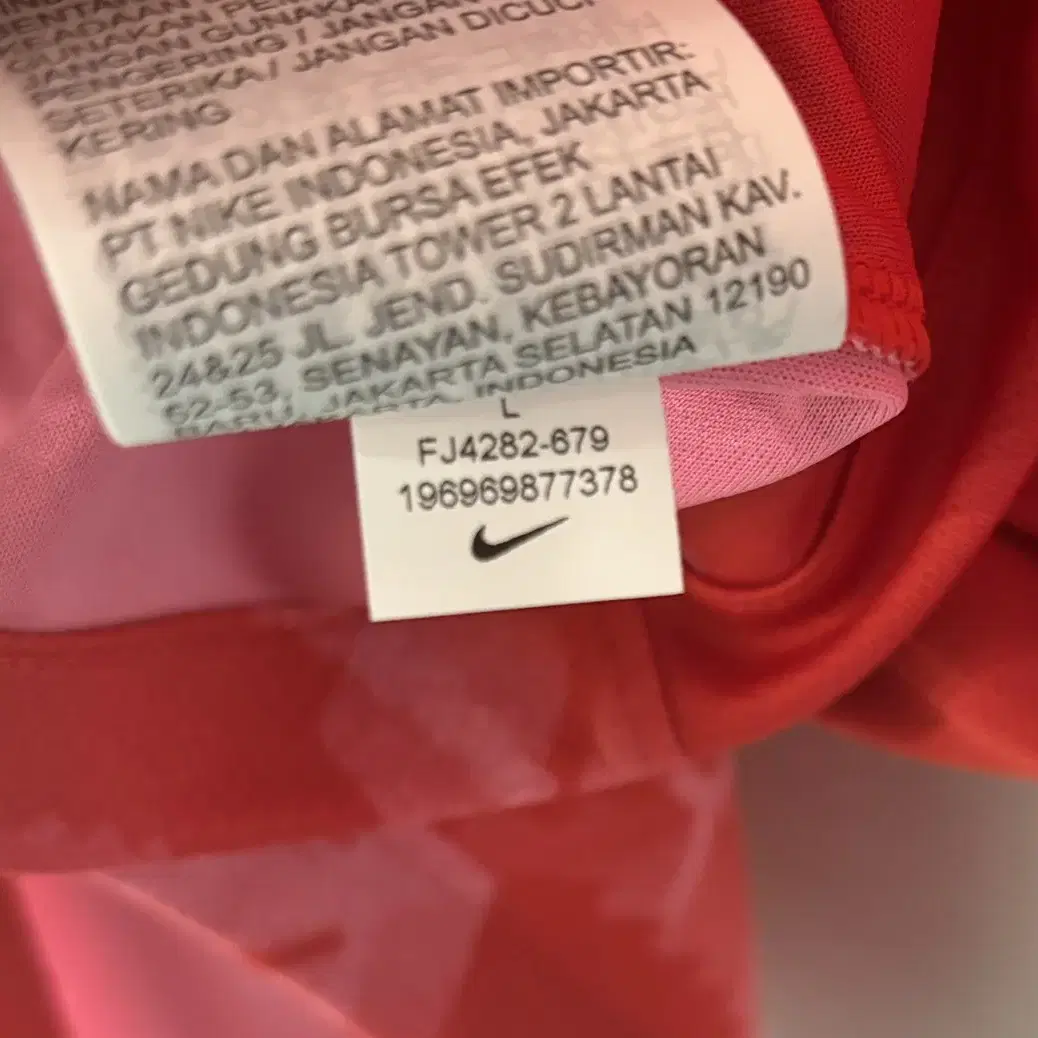 KEADAAN
GUNAKAN
JANGAN GUNAKAN
PENGERING / JANGAN
SETERIKA / JANGAN DICUCI
KERING
NAMA DAN ALAMAT IMPORTIR:
PT NIKE INDONESIA, JAKARTA
GEDUNG BURSA EFEK
INDONESIA TOWER 2 LANTAI
24&25 JL. JEND. SUDIRMAN KAV.
52-53, SENAYAN, KEBAYORAN
BARU, JAKARTA SELATAN 12190
JAKARTA, INDONESIA
L
FJ4282-679
196969877378